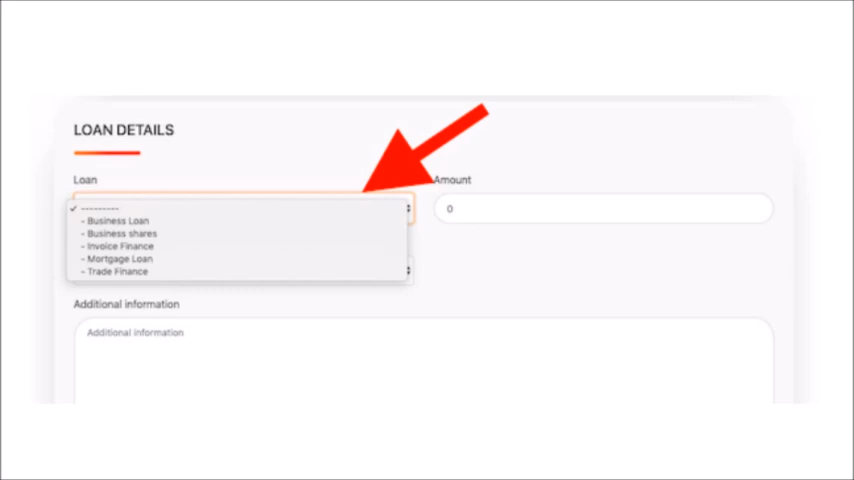 LOAN DETAILS
Loan
Amount
✓ ---------
- Business Loan
- Business shares
- Invoice Finance
- Mortgage Loan
- Trade Finance
0
Additional information
Additional information